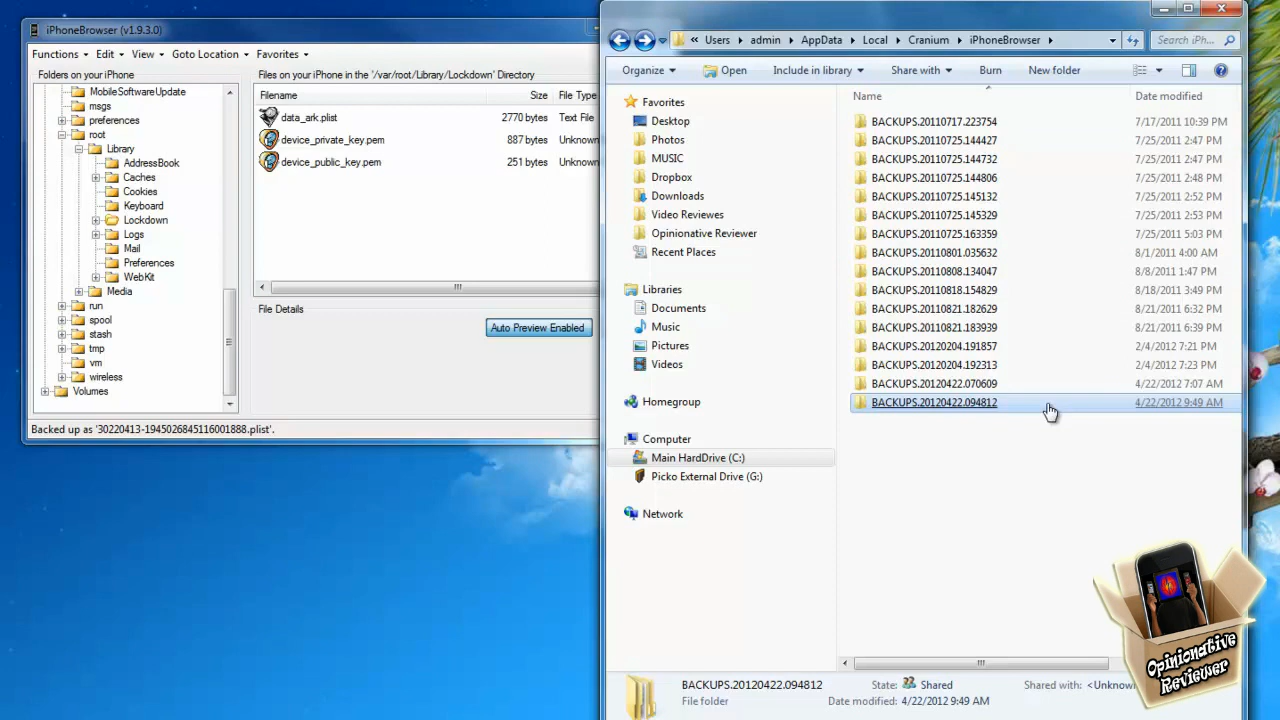 iPhoneBrowser (v1.9.3.0)
Functions Edit View Goto Location Favorites
Folders on your iPhone
MobileSoftwareUpdate
msgs
preferences
root
Library
AddressBook
Caches
Cookies
Keyboard
Lockdown
Logs
Mail
Preferences
WebKit
Media
run
spool
stash
tmp
vm
wireless
Volumes
Files on your iPhone in the '/var/root/Library/Lockdown' Directory
Filename Size File Type
data_ark.plist 2770 bytes Text File
device_private_key.pem 887 bytes Unknown
device_public_key.pem 251 bytes Unknown
File Details
Auto Preview Enabled
Backed up as '30220413-1945026845116001888.plist'.
« Users admin AppData Local Cranium iPhoneBrowser
Search iPh...
Organize Open Include in library Share with Burn New folder
Favorites
Desktop
Photos
MUSIC
Dropbox
Downloads
Video Reviewes
Opinionative Reviewer
Recent Places
Libraries
Documents
Music
Pictures
Videos
Homegroup
Computer
Main HardDrive (C:)
Picko External Drive (G:)
Network
Name Date modified
BACKUPS.20110717.223754 7/17/2011 10:39 PM
BACKUPS.20110725.144427 7/25/2011 2:47 PM
BACKUPS.20110725.144732 7/25/2011 2:47 PM
BACKUPS.20110725.144806 7/25/2011 2:48 PM
BACKUPS.20110725.145132 7/25/2011 2:52 PM
BACKUPS.20110725.145329 7/25/2011 2:53 PM
BACKUPS.20110725.163359 7/25/2011 5:03 PM
BACKUPS.20110801.035632 8/1/2011 4:00 AM
BACKUPS.20110808.134047 8/8/2011 1:47 PM
BACKUPS.20110818.154829 8/18/2011 3:49 PM
BACKUPS.20110821.182629 8/21/2011 6:32 PM
BACKUPS.20110821.183939 8/21/2011 6:39 PM
BACKUPS.20120204.191857 2/4/2012 7:21 PM
BACKUPS.20120204.192313 2/4/2012 7:23 PM
BACKUPS.20120422.070609 4/22/2012 7:07 AM
BACKUPS.20120422.094812 4/22/2012 9:49 AM
BACKUPS.20120422.094812 State: Shared Shared with:
File folder Date modified: 4/22/2012 9:49 AM
Opinionative
Reviewer